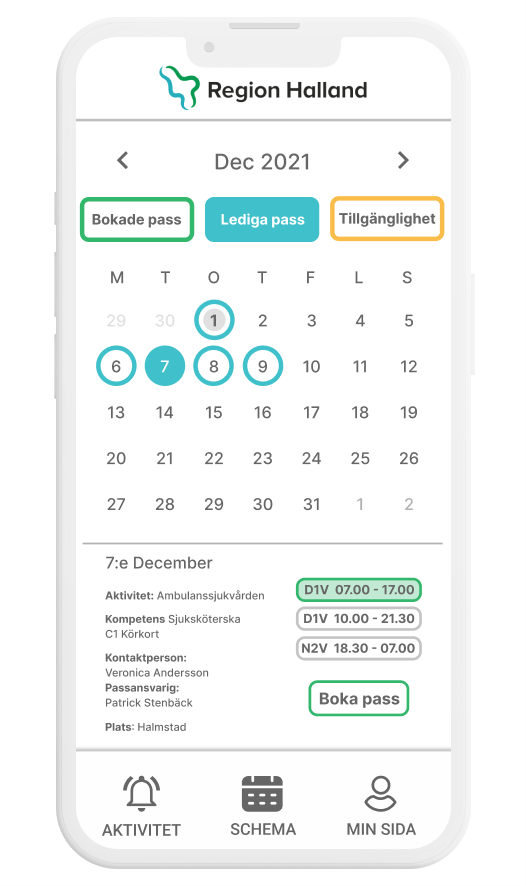 Region Halland
Dec 2021
Bokade pass
Lediga pass
Tillgänglighet
M T O T F L S
29 30 1 2 3 4 5
6 7 8 9 10 11 12
13 14 15 16 17 18 19
20 21 22 23 24 25 26
27 28 29 30 31 1 2
7:e December
Aktivitet: Ambulanssjukvården
Kompetens Sjuksköterska
C1 Körkort
Kontaktperson:
Veronica Andersson
Passansvarig:
Patrick Stenbäck
Plats: Halmstad
D1V 07.00 - 17.00
D1V 10.00 - 21.30
N2V 18.30 - 07.00
Boka pass
AKTIVITET
SCHEMA
MIN SIDA